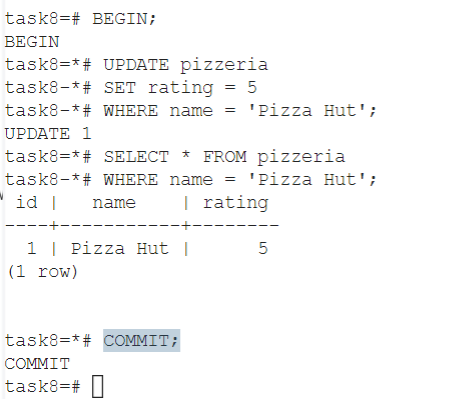 task8=# BEGIN;
BEGIN
task8=*# UPDATE pizzeria
task8-*# SET rating = 5
task8-*# WHERE name = 'Pizza Hut';
UPDATE 1
task8=*# SELECT * FROM pizzeria
task8-*# WHERE name = 'Pizza Hut';
 id |   name    | rating
----+-----------+--------
  1 | Pizza Hut |      5
(1 row)
task8=*# COMMIT;
COMMIT
task8=#